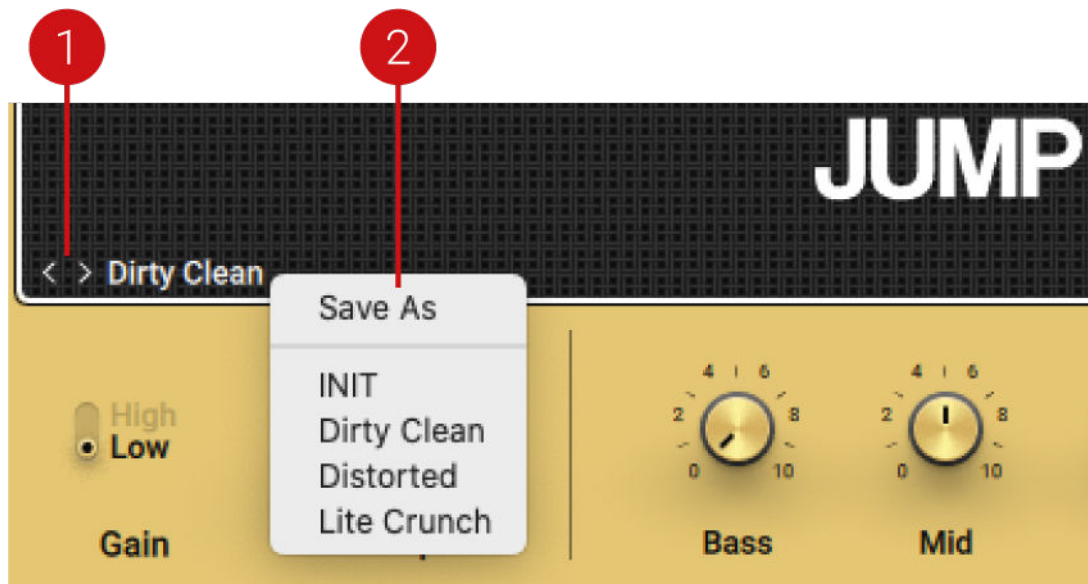 1 2
JUMP
< > Dirty Clean
Save As
INIT
Dirty Clean
Distorted
Lite Crunch
High
Low
Gain
0 2 4 6 8 10
Bass
0 2 4 6 8 10
Mid